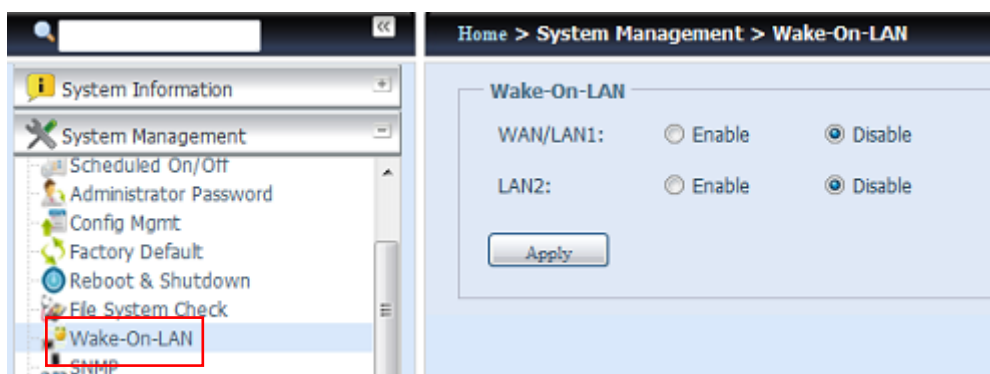 Home > System Management > Wake-On-LAN
System Information
System Management
Scheduled On/Off
Administrator Password
Config Mgmt
Factory Default
Reboot & Shutdown
File System Check
Wake-On-LAN
SNMP
Wake-On-LAN
WAN/LAN1: Enable Disable
LAN2: Enable Disable
Apply